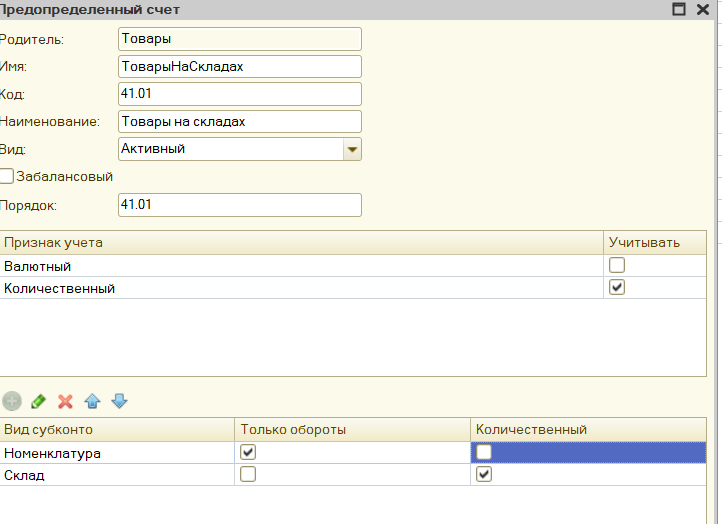 Предопределенный счет
Родитель: Товары
Имя: ТоварыНаСкладах
Код: 41.01
Наименование: Товары на складах
Вид: Активный
Забалансовый
Порядок: 41.01
Признак учета Учитывать
Валютный
Количественный
Вид субконто Только обороты Количественный
Номенклатура
Склад